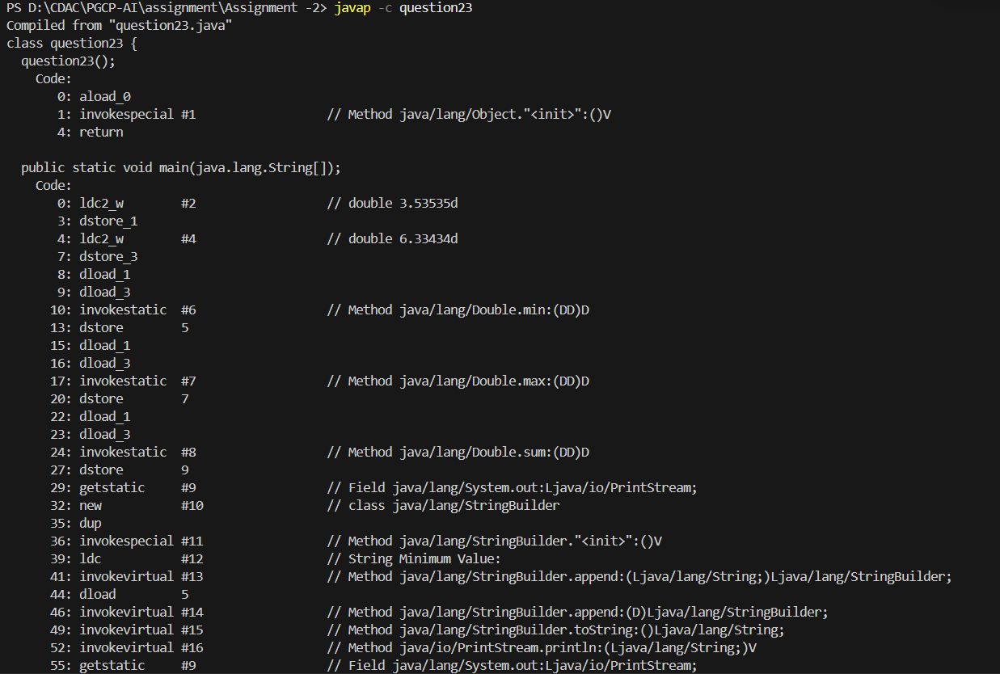 PS D:\CDAC\PGCP-AI\assignment\Assignment -2> javap -c question23
Compiled from "question23.java"
class question23 {
  question23();
    Code:
       0: aload_0
       1: invokespecial #1                  // Method java/lang/Object."<init>":()V
       4: return

  public static void main(java.lang.String[]);
    Code:
       0: ldc2_w        #2                  // double 3.53535d
       3: dstore_1
       4: ldc2_w        #4                  // double 6.33434d
       7: dstore_3
       8: dload_1
       9: dload_3
      10: invokestatic  #6                  // Method java/lang/Double.min:(DD)D
      13: dstore        5
      15: dload_1
      16: dload_3
      17: invokestatic  #7                  // Method java/lang/Double.max:(DD)D
      20: dstore        7
      22: dload_1
      23: dload_3
      24: invokestatic  #8                  // Method java/lang/Double.sum:(DD)D
      27: dstore        9
      29: getstatic     #9                  // Field java/lang/System.out:Ljava/io/PrintStream;
      32: new           #10                 // class java/lang/StringBuilder
      35: dup
      36: invokespecial #11                 // Method java/lang/StringBuilder."<init>":()V
      39: ldc           #12                 // String Minimum Value:
      41: invokevirtual #13                 // Method java/lang/StringBuilder.append:(Ljava/lang/String;)Ljava/lang/StringBuilder;
      44: dload         5
      46: invokevirtual #14                 // Method java/lang/StringBuilder.append:(D)Ljava/lang/StringBuilder;
      49: invokevirtual #15                 // Method java/lang/StringBuilder.toString:()Ljava/lang/String;
      52: invokevirtual #16                 // Method java/io/PrintStream.println:(Ljava/lang/String;)V
      55: getstatic     #9                  // Field java/lang/System.out:Ljava/io/PrintStream;